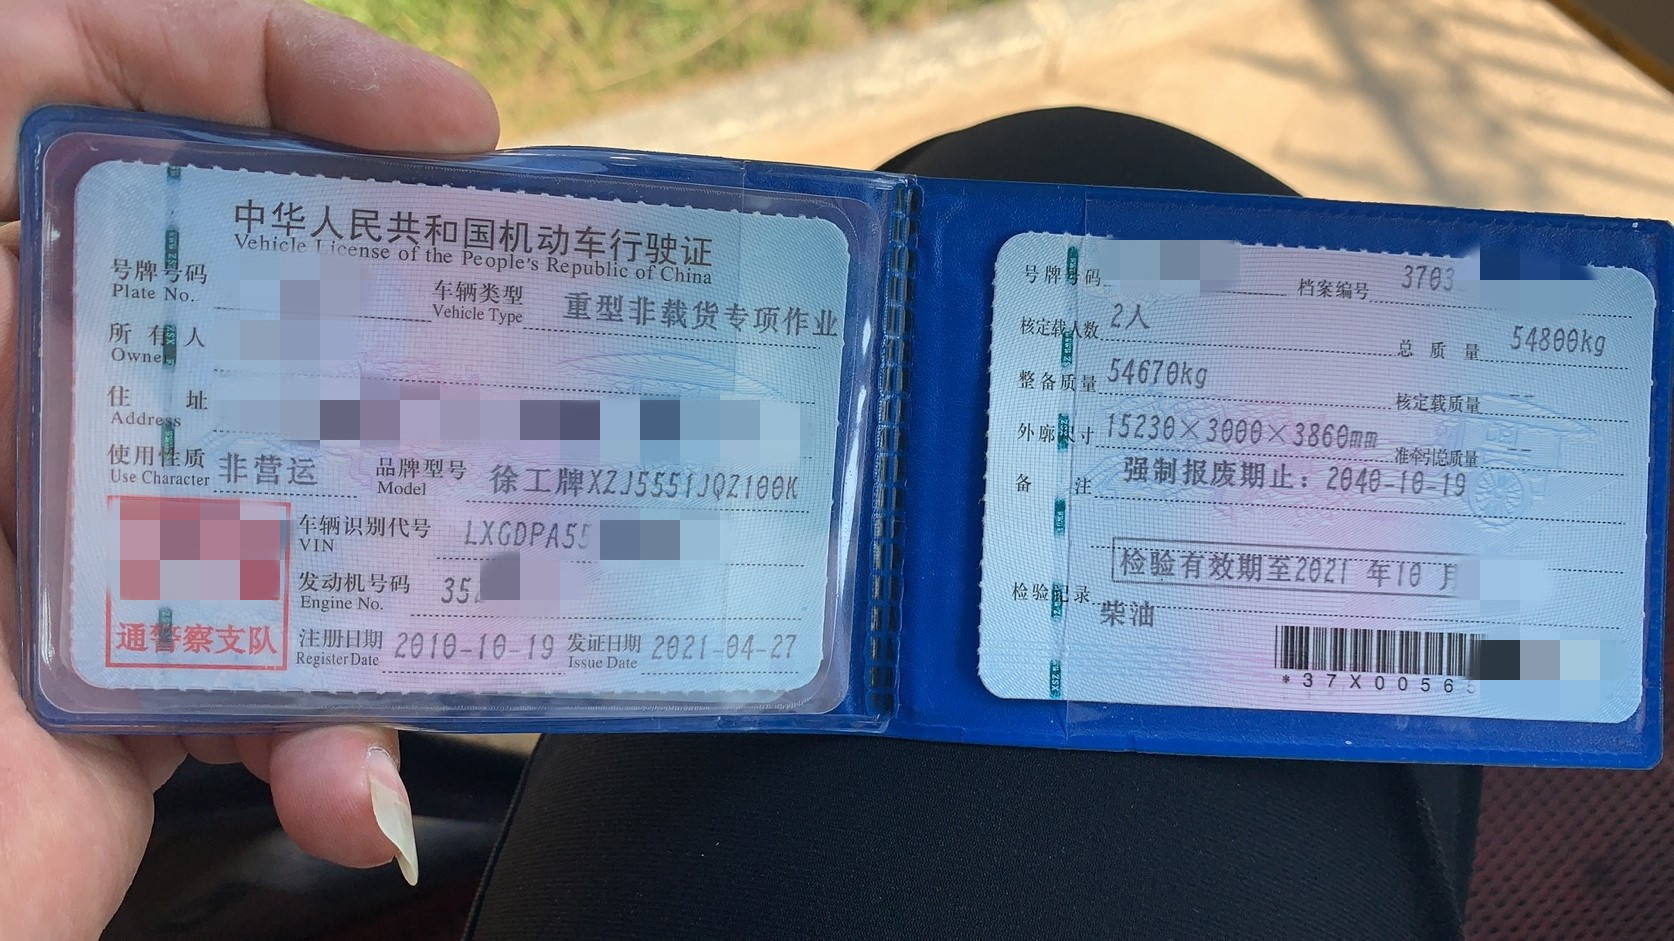 中华人民共和国机动车行驶证
Vehicle License of the People's Republic of China
号牌号码
Plate No.
车辆类型 重型非载货专项作业
Vehicle Type
所有人
Owner
住址
Address
使用性质 非营运 品牌型号 徐工牌XZJ5551JQZ100K
Use Character Model
车辆识别代号 LXGDPA55
VIN
发动机号码 35
Engine No.
通警察支队
注册日期 2010-10-19 发证日期 2021-04-27
Register Date Issue Date
号牌号码 档案编号 3703
核定载人数 2人 总质量 54800kg
整备质量 54670kg 核定载质量 --
外廓尺寸 15230×3000×3860mm 准牵引总质量 --
备注 强制报废期止：2040-10-19
检验有效期至2021 年10 月
检验记录
柴油
*37X00565